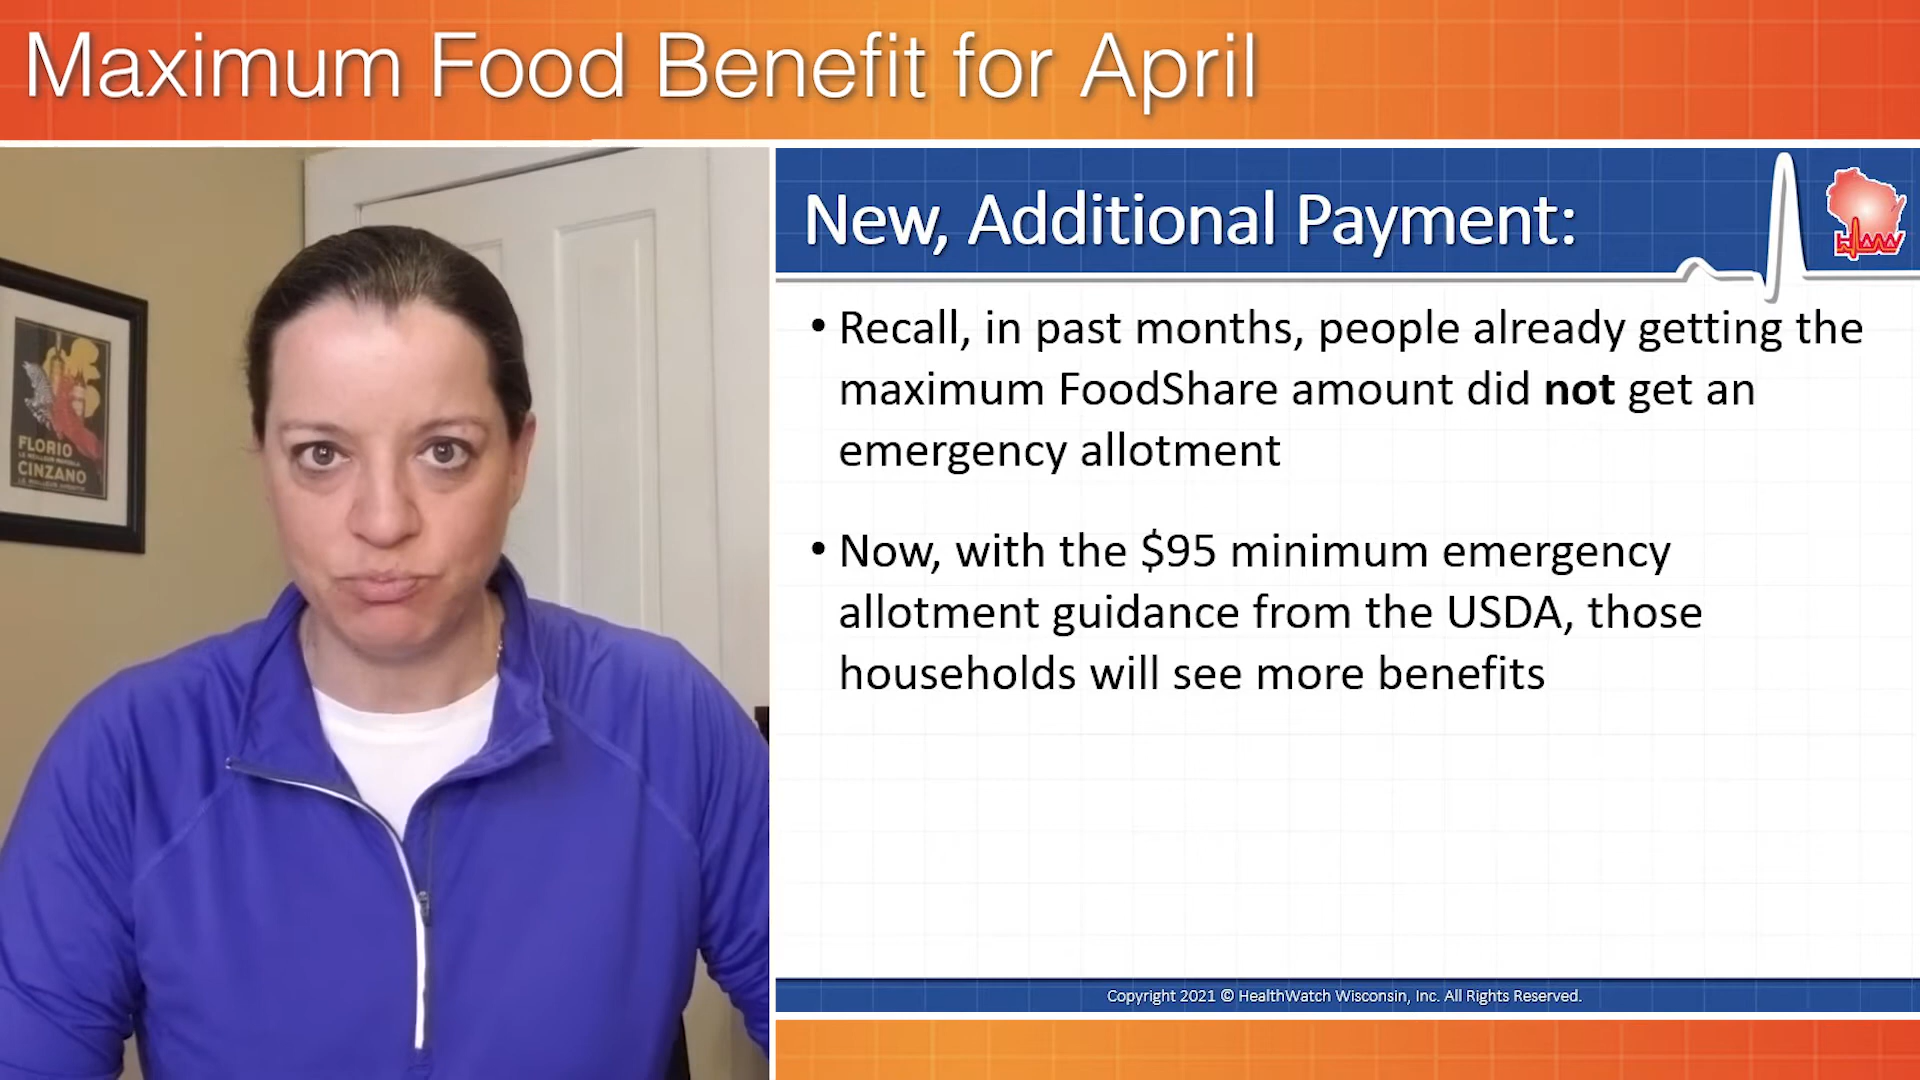 Maximum Food Benefit for April
New, Additional Payment:
• Recall, in past months, people already getting the
maximum FoodShare amount did not get an
emergency allotment
• Now, with the $95 minimum emergency
allotment guidance from the USDA, those
households will see more benefits
FLORIO
CINZANO
Copyright 2021 © HealthWatch Wisconsin, Inc. All Rights Reserved.